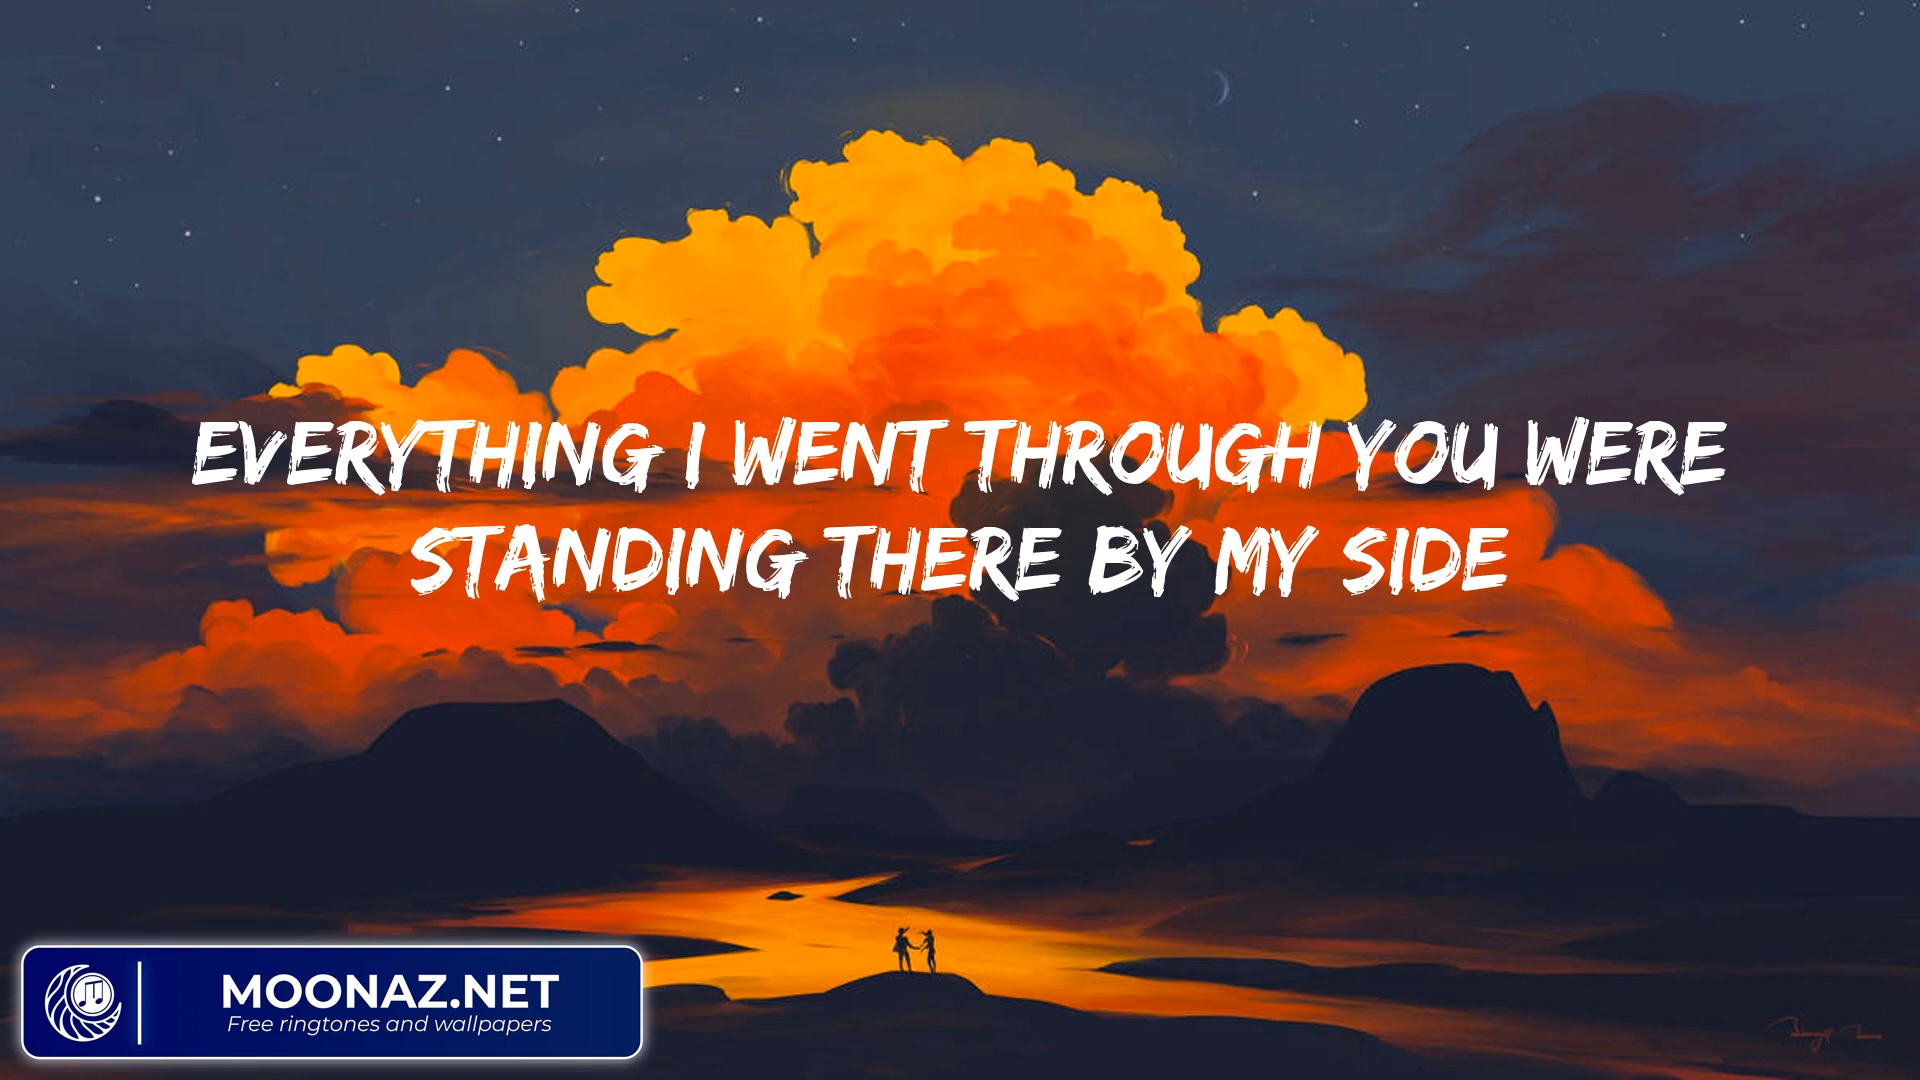 EVERYTHING I WENT THROUGH YOU WERE
STANDING THERE BY MY SIDE
MOONAZ.NET
Free ringtones and wallpapers